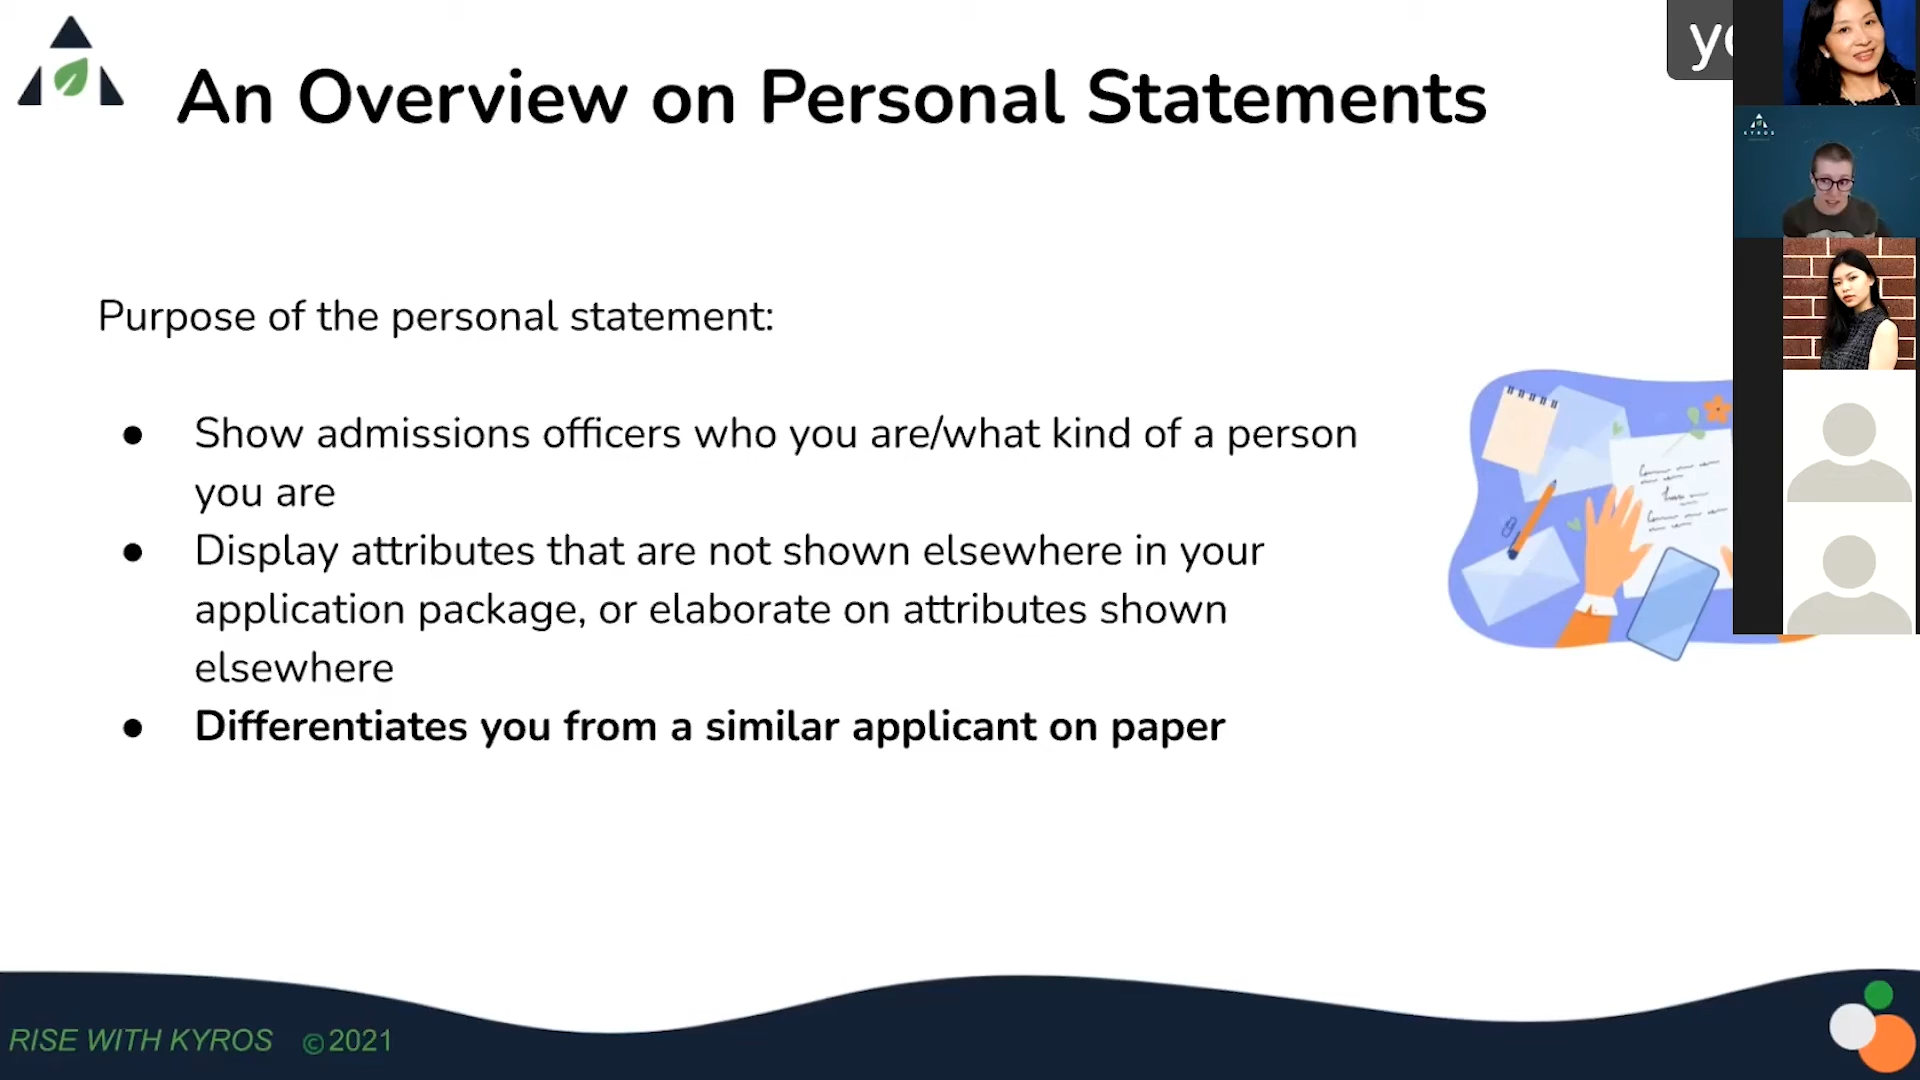 An Overview on Personal Statements
Purpose of the personal statement:
● Show admissions officers who you are/what kind of a person
you are
● Display attributes that are not shown elsewhere in your
application package, or elaborate on attributes shown
elsewhere
● Differentiates you from a similar applicant on paper
RISE WITH KYROS © 2021
KYROS